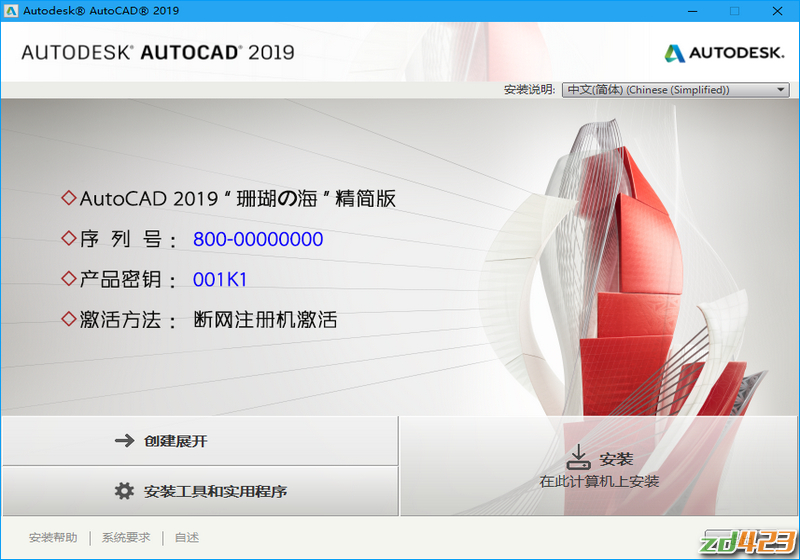 Autodesk® AutoCAD® 2019
AUTODESK® AUTOCAD® 2019
AUTODESK.
安装说明: 中文(简体) (Chinese (Simplified))
AutoCAD 2019 “ 珊瑚の海 ” 精简版
序 列 号 : 800-00000000
产品密钥 : 001K1
激活方法 : 断网注册机激活
创建展开
安装工具和实用程序
安装
在此计算机上安装
安装帮助 | 系统要求 | 自述
zd423